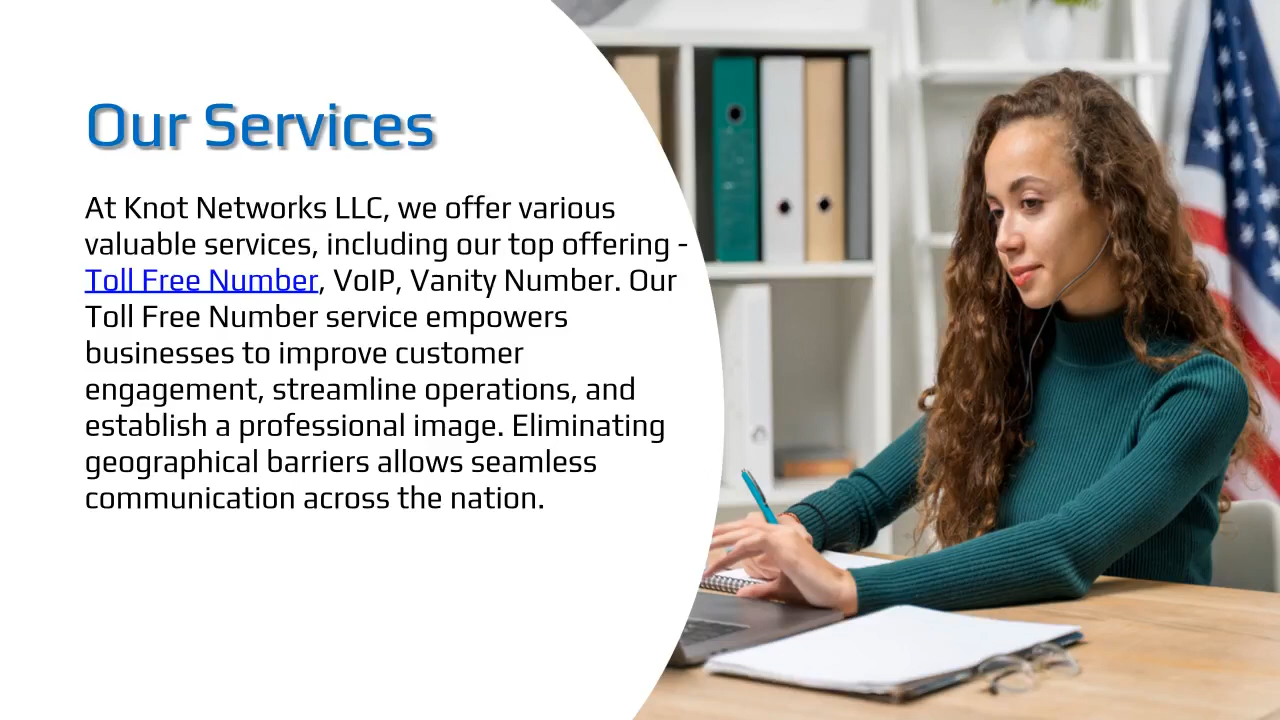 Our Services
At Knot Networks LLC, we offer various
valuable services, including our top offering -
Toll Free Number, VoIP, Vanity Number. Our
Toll Free Number service empowers
businesses to improve customer
engagement, streamline operations, and
establish a professional image. Eliminating
geographical barriers allows seamless
communication across the nation.